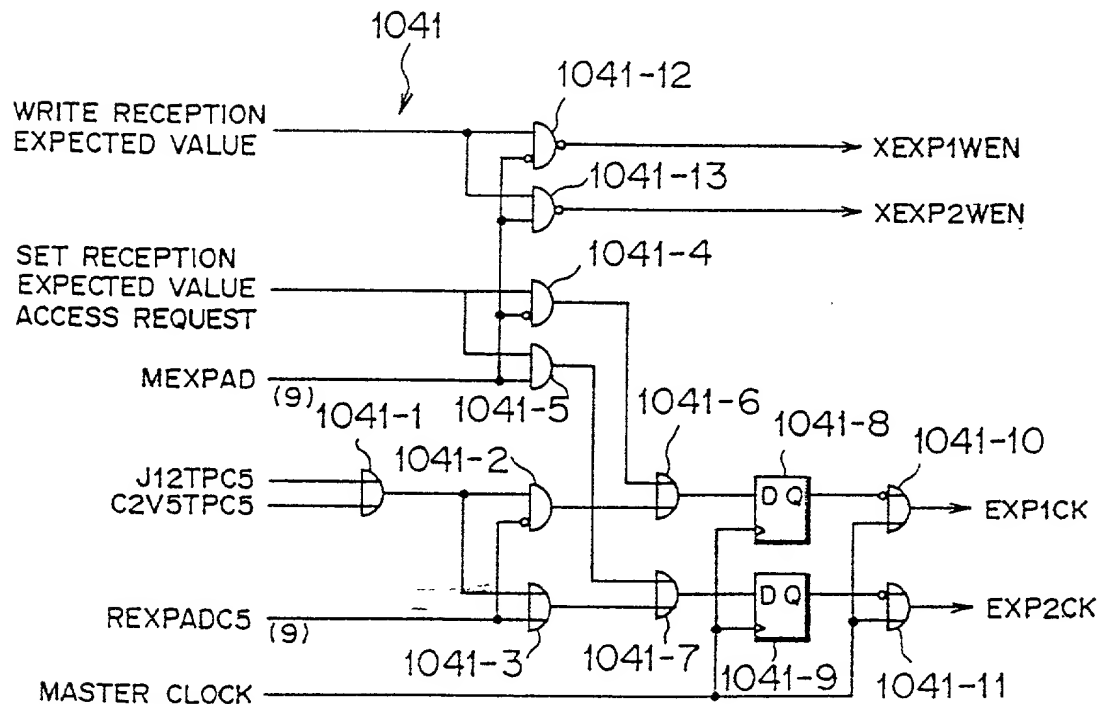 1041
1041-12
WRITE RECEPTION
EXPECTED VALUE
XEXP1WEN
1041-13
XEXP2WEN
SET RECEPTION
EXPECTED VALUE
ACCESS REQUEST
1041-4
MEXPAD
(9)
1041-1
1041-5
1041-6
1041-8
1041-10
1041-2
J12TPC5
C2V5TPC5
D Q
EXP1CK
REXPADC5
(9)
D Q
EXP2CK
1041-3
1041-7
1041-9
1041-11
MASTER CLOCK